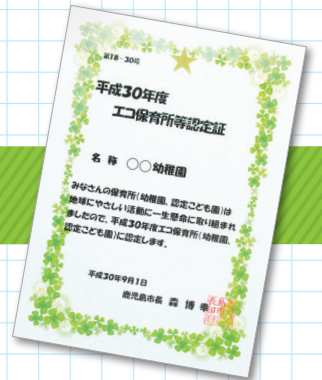 第18-30号
平成30年度
エコ保育所等認定証
名 称 ○○幼稚園
みなさんの保育所(幼稚園、認定こども園)は
地球にやさしい活動に一生懸命に取り組まれ
ましたので、平成30年度エコ保育所(幼稚園、
認定こども園)に認定します。
平成30年9月1日
鹿児島市長 森 博 幸